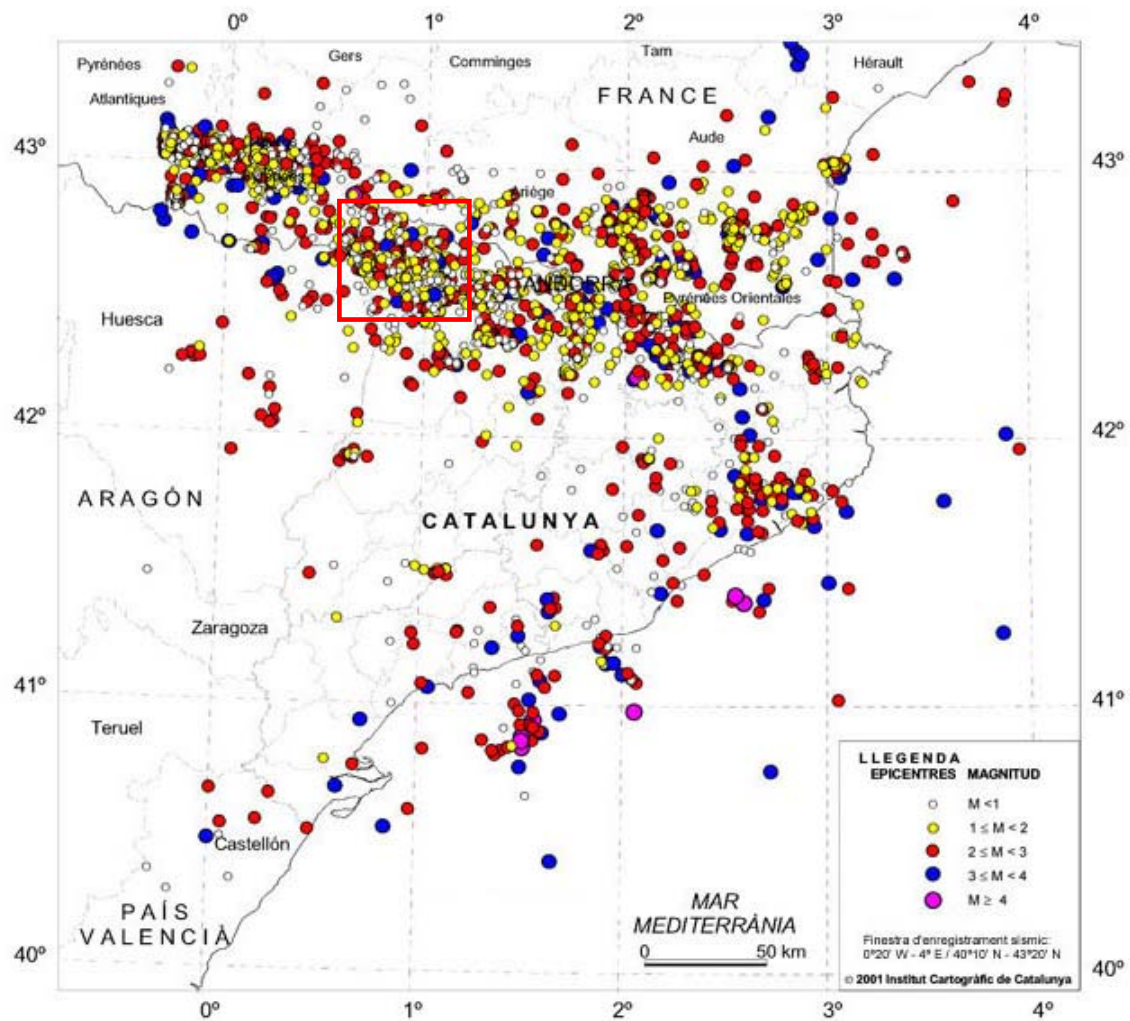 0º 1º 2º 3º 4º
Gers
Tarn
Pyrénées
Comminges
Hérault
Atlantiques
FRANCE
Aude
43º 43º
Ariège
ANDORRA
Pyrénées Orientales
Huesca
42º 42º
ARAGÓN
CATALUNYA
Zaragoza
41º 41º
Teruel
LLEGENDA
EPICENTRES MAGNITUD
M <1
1 ≤ M < 2
2 ≤ M < 3
3 ≤ M < 4
M ≥ 4
Castellón
MAR
MEDITERRÀNIA
PAÍS
VALENCIÀ
0 50 km
Finestra d'enregistrament sísmic:
0º20' W - 4º E / 40º10' N - 43º20' N
© 2001 Institut Cartogràfic de Catalunya
40º 40º
0º 1º 2º 3º 4º